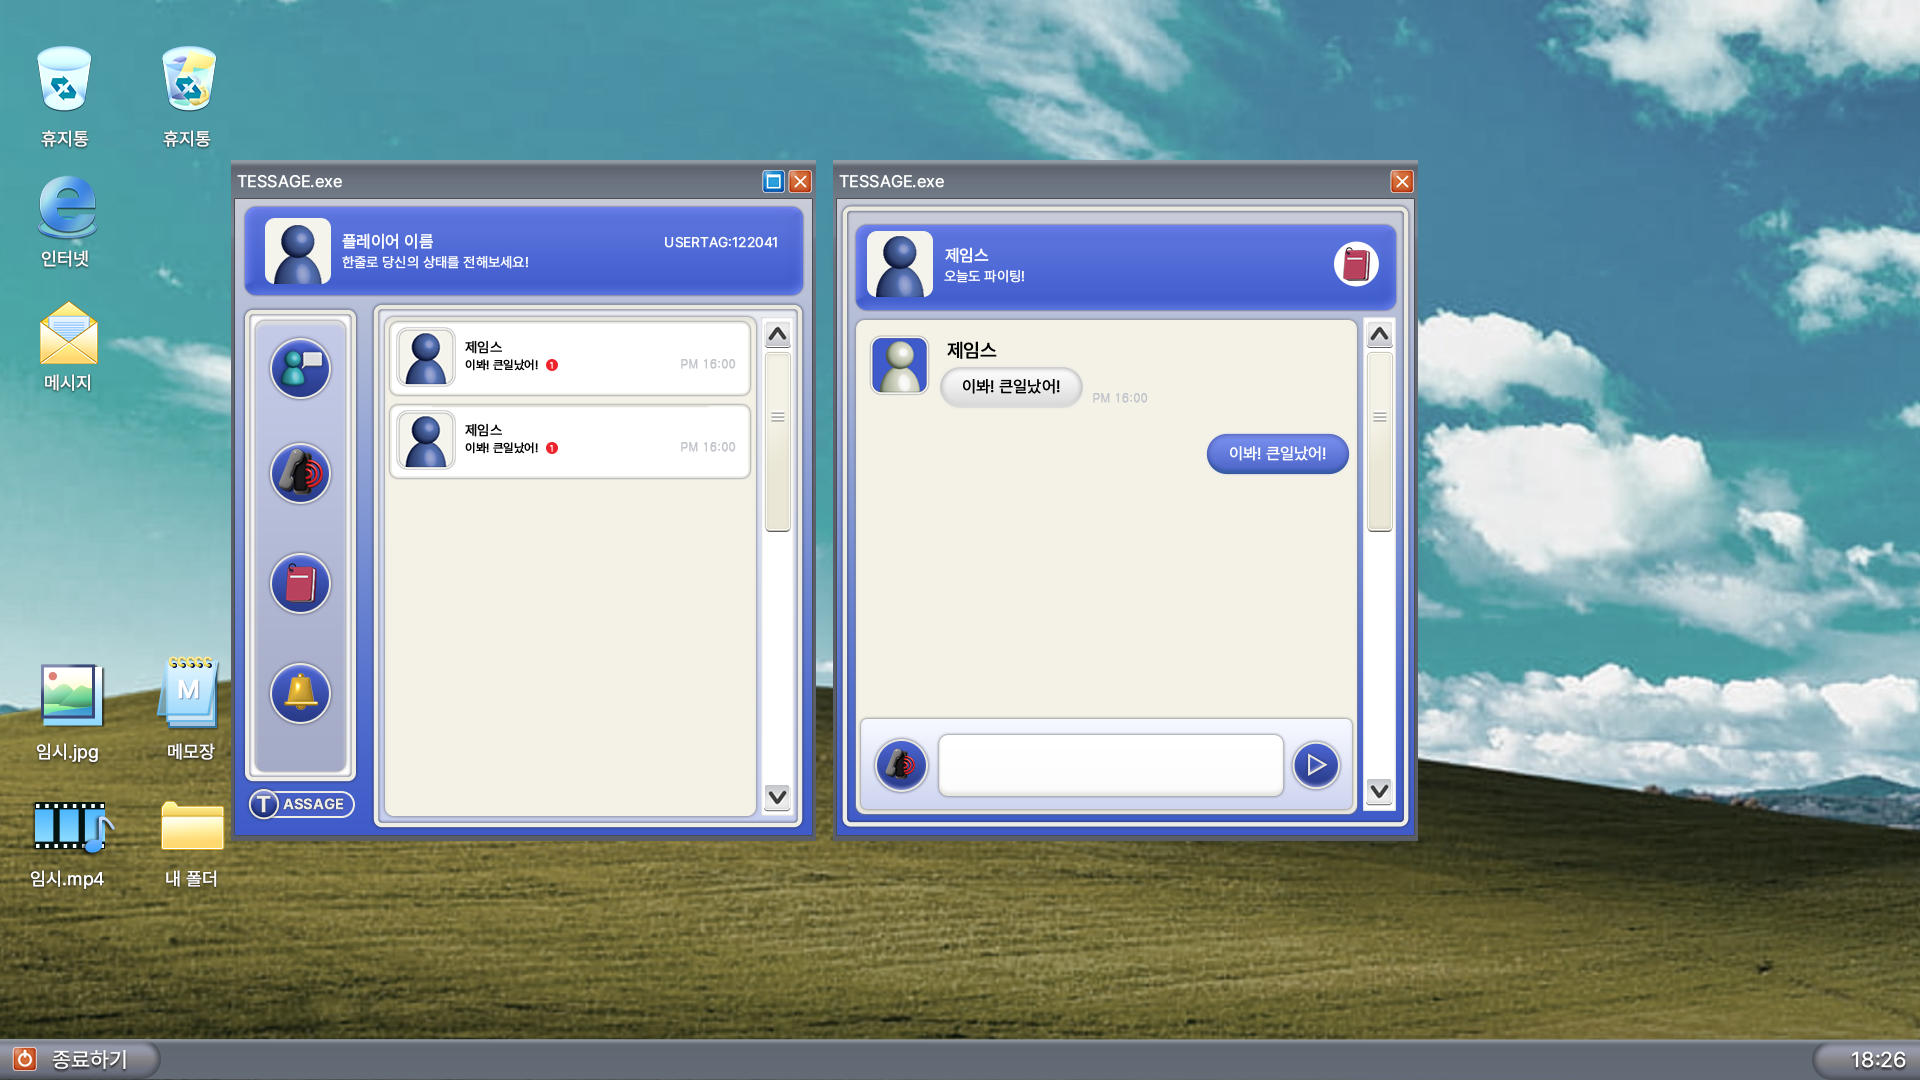 휴지통
휴지통
인터넷
메시지
임시.jpg
메모장
임시.mp4
내 폴더
TESSAGE.exe
플레이어 이름
USERTAG:122041
한줄로 당신의 상태를 전해보세요!
제임스
이봐! 큰일났어! 1
PM 16:00
제임스
이봐! 큰일났어! 1
PM 16:00
T ASSAGE
TESSAGE.exe
제임스
오늘도 파이팅!
제임스
이봐! 큰일났어!
PM 16:00
이봐! 큰일났어!
종료하기
18:26
M